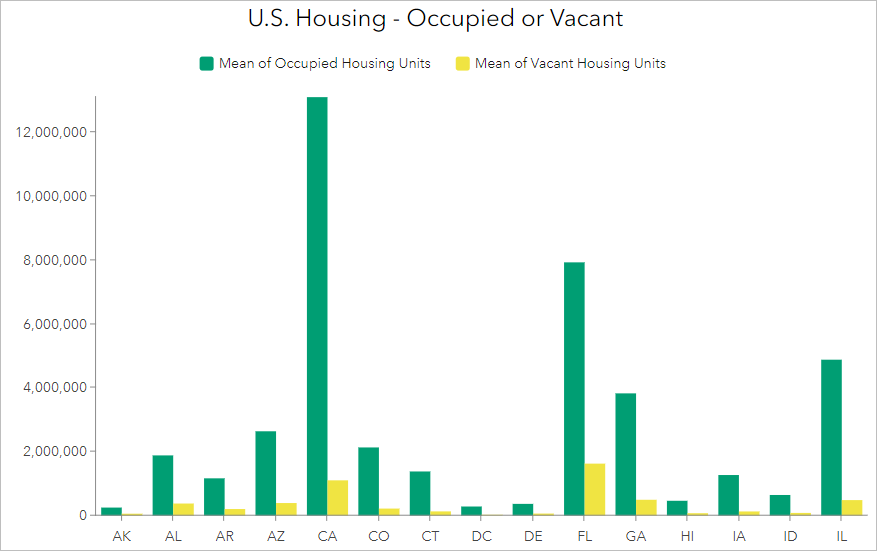 U.S. Housing - Occupied or Vacant
Mean of Occupied Housing Units Mean of Vacant Housing Units
12,000,000
10,000,000
8,000,000
6,000,000
4,000,000
2,000,000
0
AK AL AR AZ CA CO CT DC DE FL GA HI IA ID IL